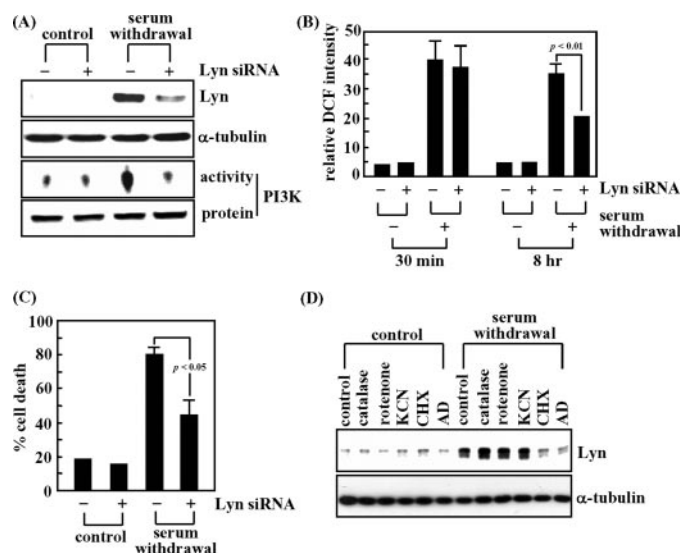 (A)
control
serum
withdrawal
− + − + Lyn siRNA
Lyn
α-tubulin
activity
protein
PI3K
(B)
relative DCF intensity
50
40
30
20
10
0
p < 0.01
− + − + − + − + Lyn siRNA
− + − + serum
withdrawal
30 min 8 hr
(C)
% cell death
100
80
60
40
20
0
p < 0.05
− + − + Lyn siRNA
control serum
withdrawal
(D)
control
serum
withdrawal
control catalase rotenone KCN CHX AD control catalase rotenone KCN CHX AD
Lyn
α-tubulin